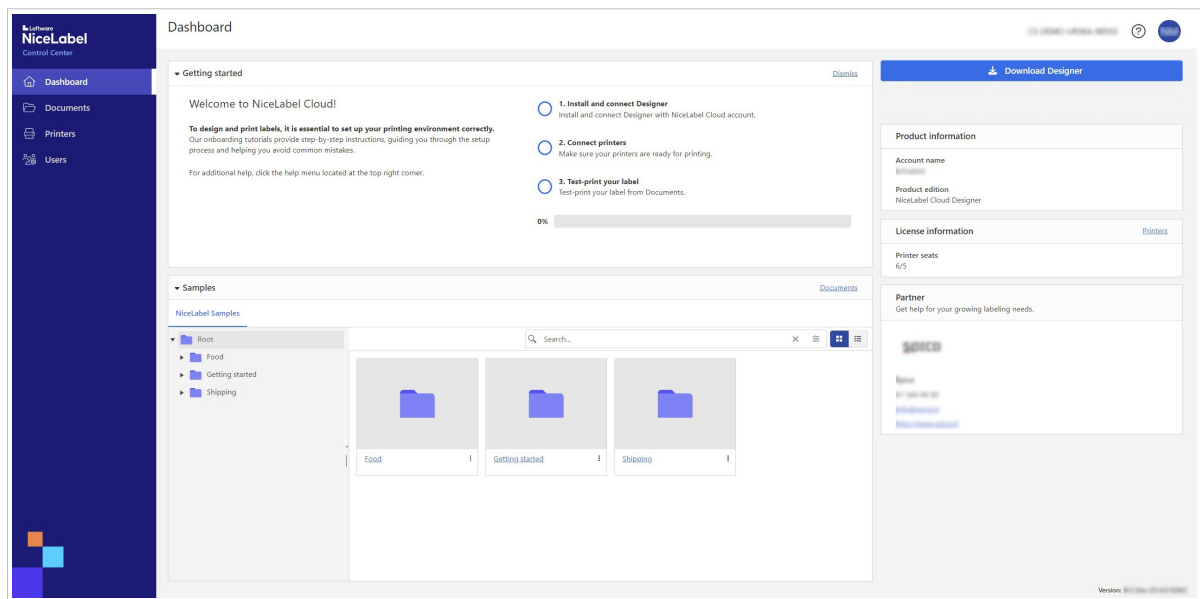 Loftware
NiceLabel
Control Center
Dashboard
Documents
Printers
Users
Dashboard
Getting started
Dismiss
Welcome to NiceLabel Cloud!
To design and print labels, it is essential to set up your printing environment correctly.
Our onboarding tutorials provide step-by-step instructions, guiding you through the setup
process and helping you avoid common mistakes.
For additional help, click the help menu located at the top right corner.
1. Install and connect Designer
Install and connect Designer with NiceLabel Cloud account.
2. Connect printers
Make sure your printers are ready for printing.
3. Test-print your label
Test-print your label from Documents.
0%
Samples
Documents
NiceLabel Samples
Root
Food
Getting started
Shipping
Search...
Food
Getting started
Shipping
Download Designer
Product information
Account name
Product edition
NiceLabel Cloud Designer
License information
Printers
Printer seats
6/5
Partner
Get help for your growing labeling needs.
Version: